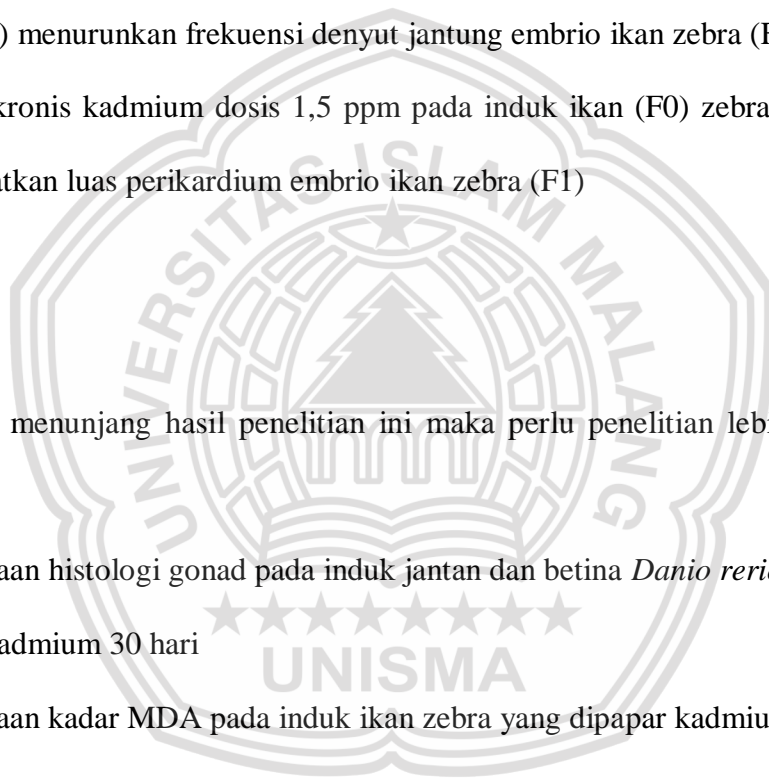 ) menurunkan frekuensi denyut jantung embrio ikan zebra (F
kronis kadmium dosis 1,5 ppm pada induk ikan (F0) zebra
atkan luas perikardium embrio ikan zebra (F1)
UNIVERSITAS ISLAM MALANG
menunjang hasil penelitian ini maka perlu penelitian lebi
aan histologi gonad pada induk jantan dan betina Danio reri
admium 30 hari
UNISMA
aan kadar MDA pada induk ikan zebra yang dipapar kadmiu